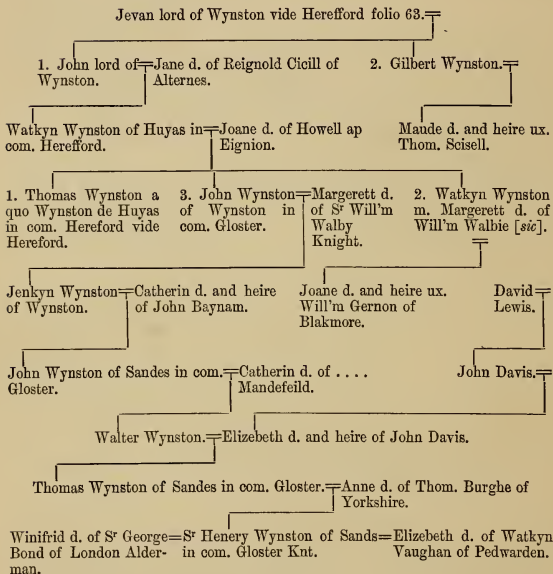 Jevan lord of Wynston vide Herefford folio 63.
1. John lord of Wynston.
Jane d. of Reignold Cicill of Alternes.
2. Gilbert Wynston.
Watkyn Wynston of Huyas in com. Herefford.
Joane d. of Howell ap Eignion.
Maude d. and heire ux. Thom. Scisell.
1. Thomas Wynston a quo Wynston de Huyas in com. Hereford vide Hereford.
3. John Wynston of Wynston in com. Gloster.
Margerett d. of Sr Will'm Walby Knight.
2. Watkyn Wynston m. Margerett d. of Will'm Walbie [sic].
Jenkyn Wynston of Wynston.
Catherin d. and heire of John Baynam.
Joane d. and heire ux. Will'm Gernon of Blakmore.
David Lewis.
John Wynston of Sandes in com. Gloster.
Catherin d. of . . . . Mandefeild.
John Davis.
Walter Wynston.
Elizebeth d. and heire of John Davis.
Thomas Wynston of Sandes in com. Gloster.
Anne d. of Thom. Burghe of Yorkshire.
Winifrid d. of Sr George Bond of London Alderman.
Sr Henery Wynston of Sands in com. Gloster Knt.
Elizebeth d. of Watkyn Vaughan of Pedwarden.